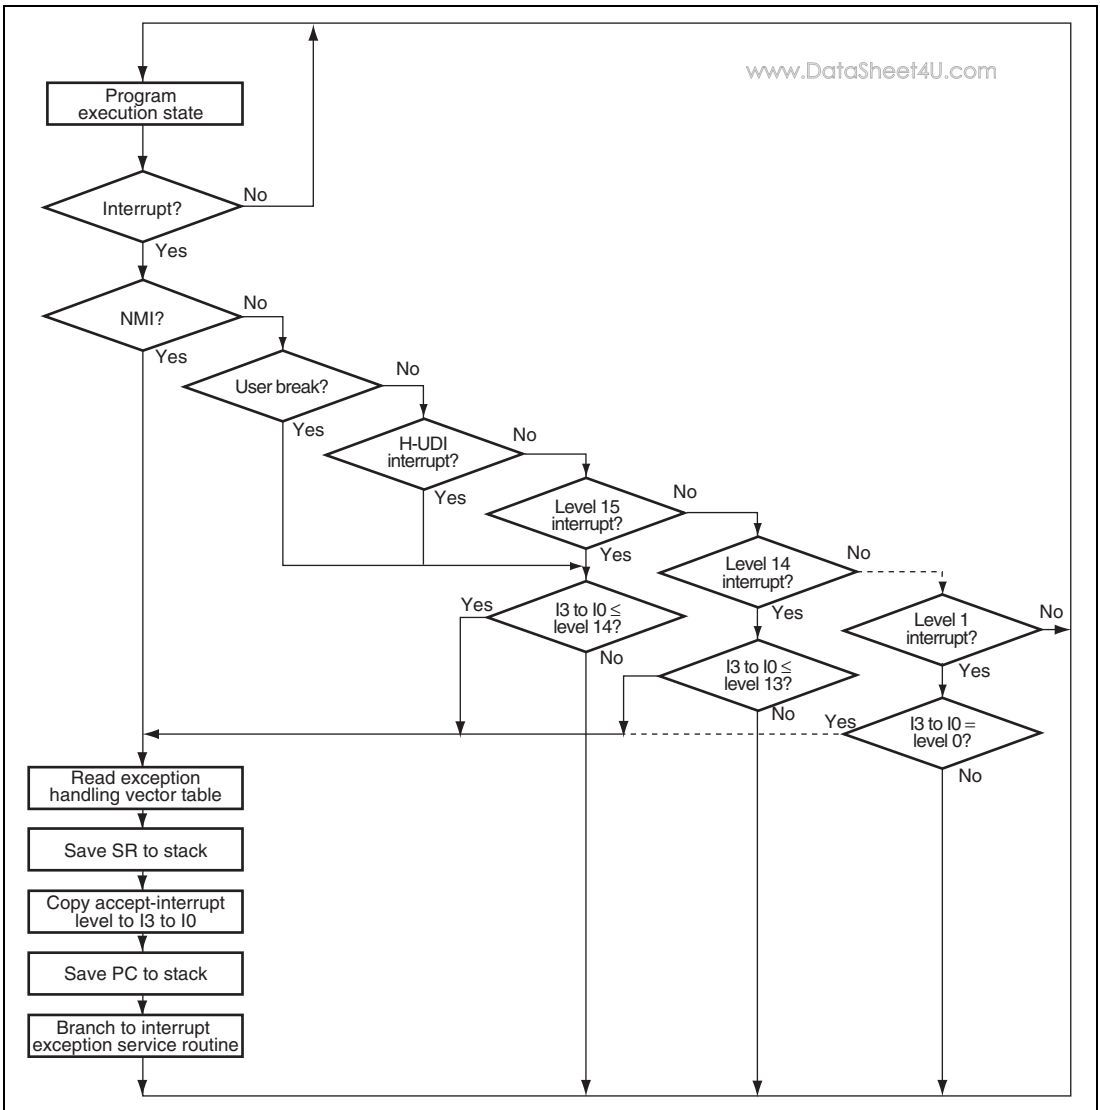 www.DataSheet4U.com
Program
execution state
Interrupt?
No
Yes
NMI?
No
Yes
User break?
No
Yes
H-UDI
interrupt?
No
Yes
Level 15
interrupt?
No
Yes
Level 14
interrupt?
No
Yes
Level 1
interrupt?
No
Yes
I3 to I0 ≤
level 14?
Yes
No
I3 to I0 ≤
level 13?
No
Yes
I3 to I0 =
level 0?
No
Read exception
handling vector table
Save SR to stack
Copy accept-interrupt
level to I3 to I0
Save PC to stack
Branch to interrupt
exception service routine